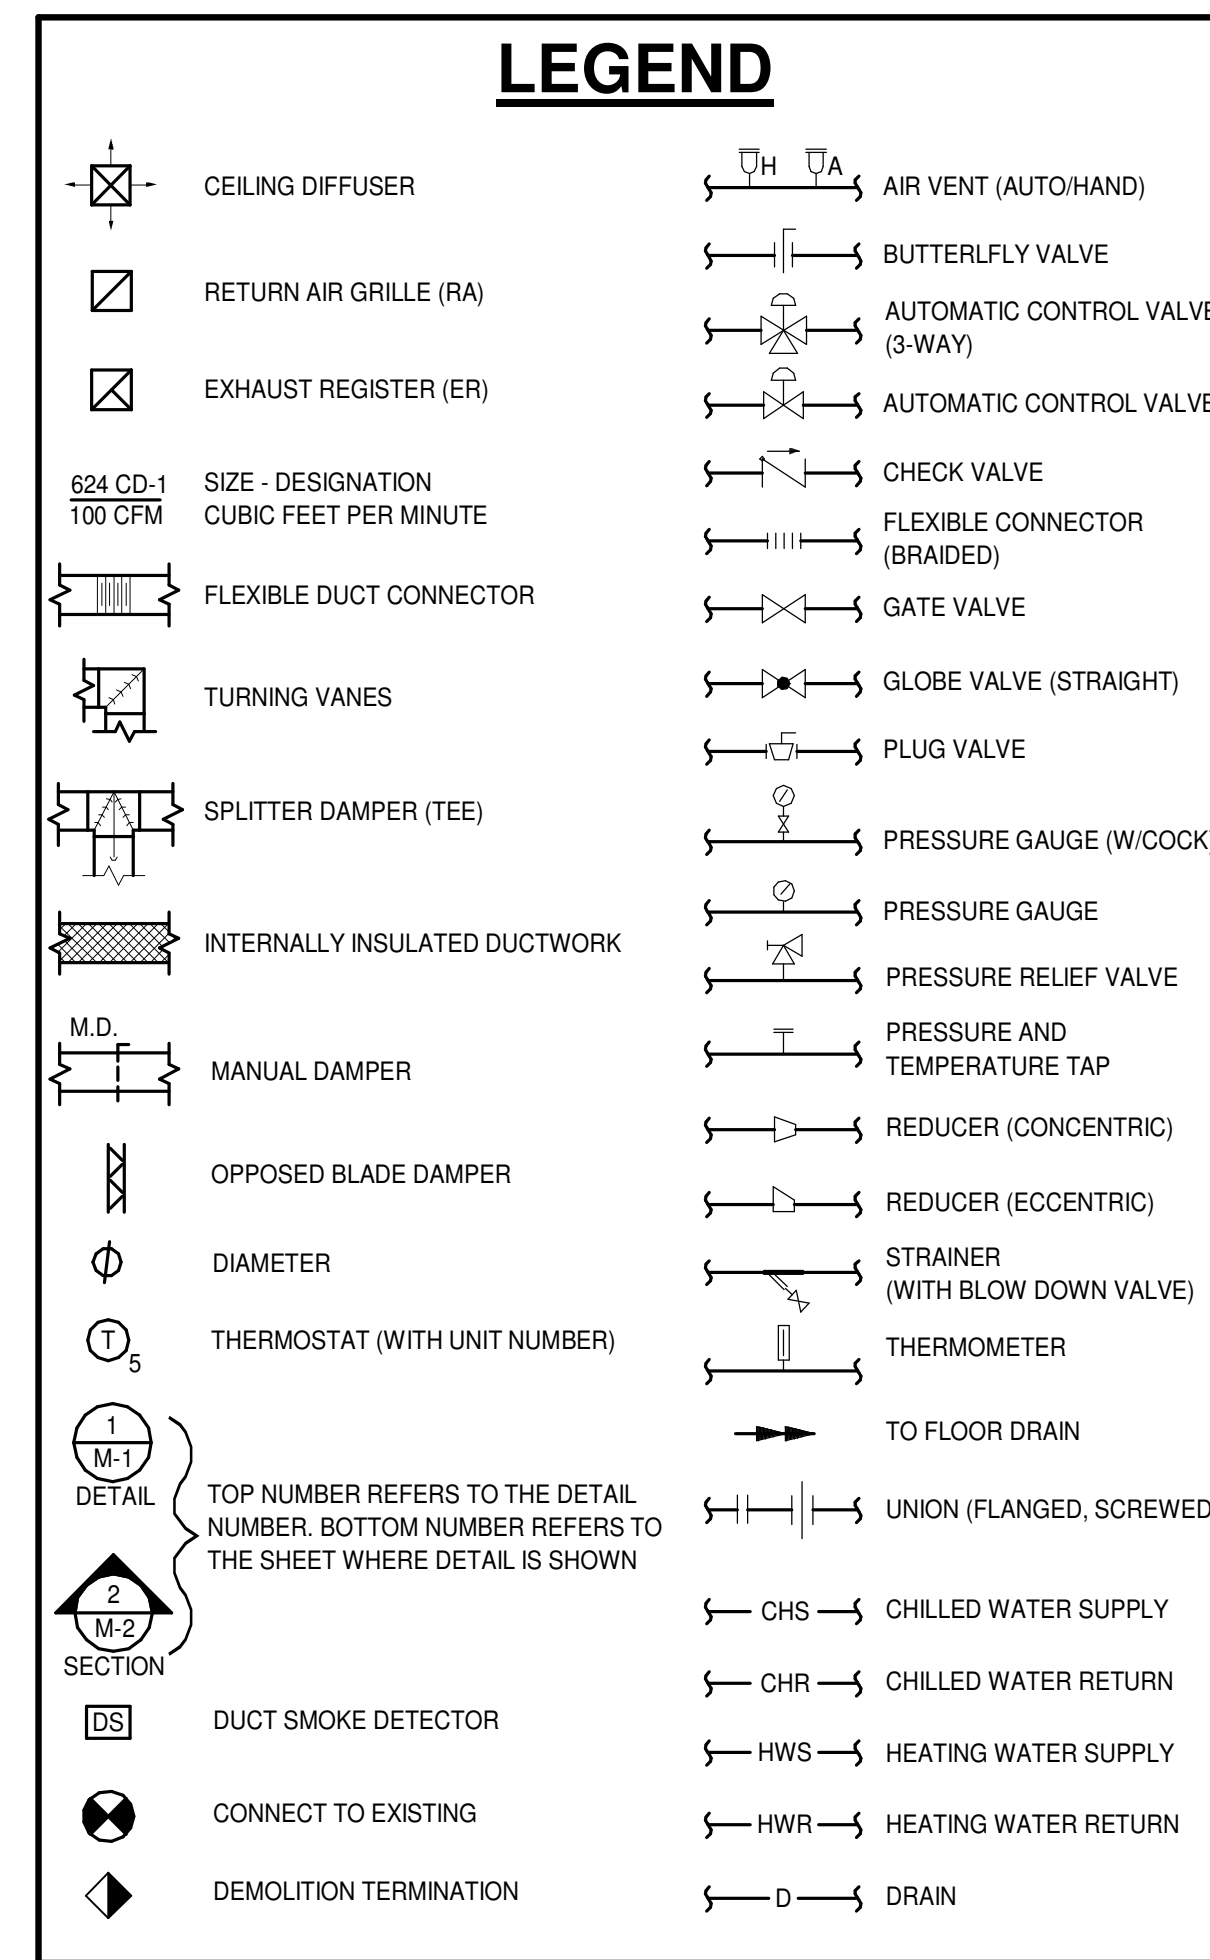 LEGEND
CEILING DIFFUSER
RETURN AIR GRILLE (RA)
EXHAUST REGISTER (ER)
624 CD-1
100 CFM
SIZE - DESIGNATION
CUBIC FEET PER MINUTE
FLEXIBLE DUCT CONNECTOR
TURNING VANES
SPLITTER DAMPER (TEE)
INTERNALLY INSULATED DUCTWORK
M.D.
MANUAL DAMPER
OPPOSED BLADE DAMPER
DIAMETER
T
5
THERMOSTAT (WITH UNIT NUMBER)
1
M-1
DETAIL
TOP NUMBER REFERS TO THE DETAIL
NUMBER. BOTTOM NUMBER REFERS TO
THE SHEET WHERE DETAIL IS SHOWN
2
M-2
SECTION
DS
DUCT SMOKE DETECTOR
CONNECT TO EXISTING
DEMOLITION TERMINATION
H
A
AIR VENT (AUTO/HAND)
BUTTERLFLY VALVE
AUTOMATIC CONTROL VALVE
(3-WAY)
AUTOMATIC CONTROL VALVE
CHECK VALVE
FLEXIBLE CONNECTOR
(BRAIDED)
GATE VALVE
GLOBE VALVE (STRAIGHT)
PLUG VALVE
PRESSURE GAUGE (W/COCK)
PRESSURE GAUGE
PRESSURE RELIEF VALVE
PRESSURE AND
TEMPERATURE TAP
REDUCER (CONCENTRIC)
REDUCER (ECCENTRIC)
STRAINER
(WITH BLOW DOWN VALVE)
THERMOMETER
TO FLOOR DRAIN
UNION (FLANGED, SCREWED
CHS
CHILLED WATER SUPPLY
CHR
CHILLED WATER RETURN
HWS
HEATING WATER SUPPLY
HWR
HEATING WATER RETURN
D
DRAIN